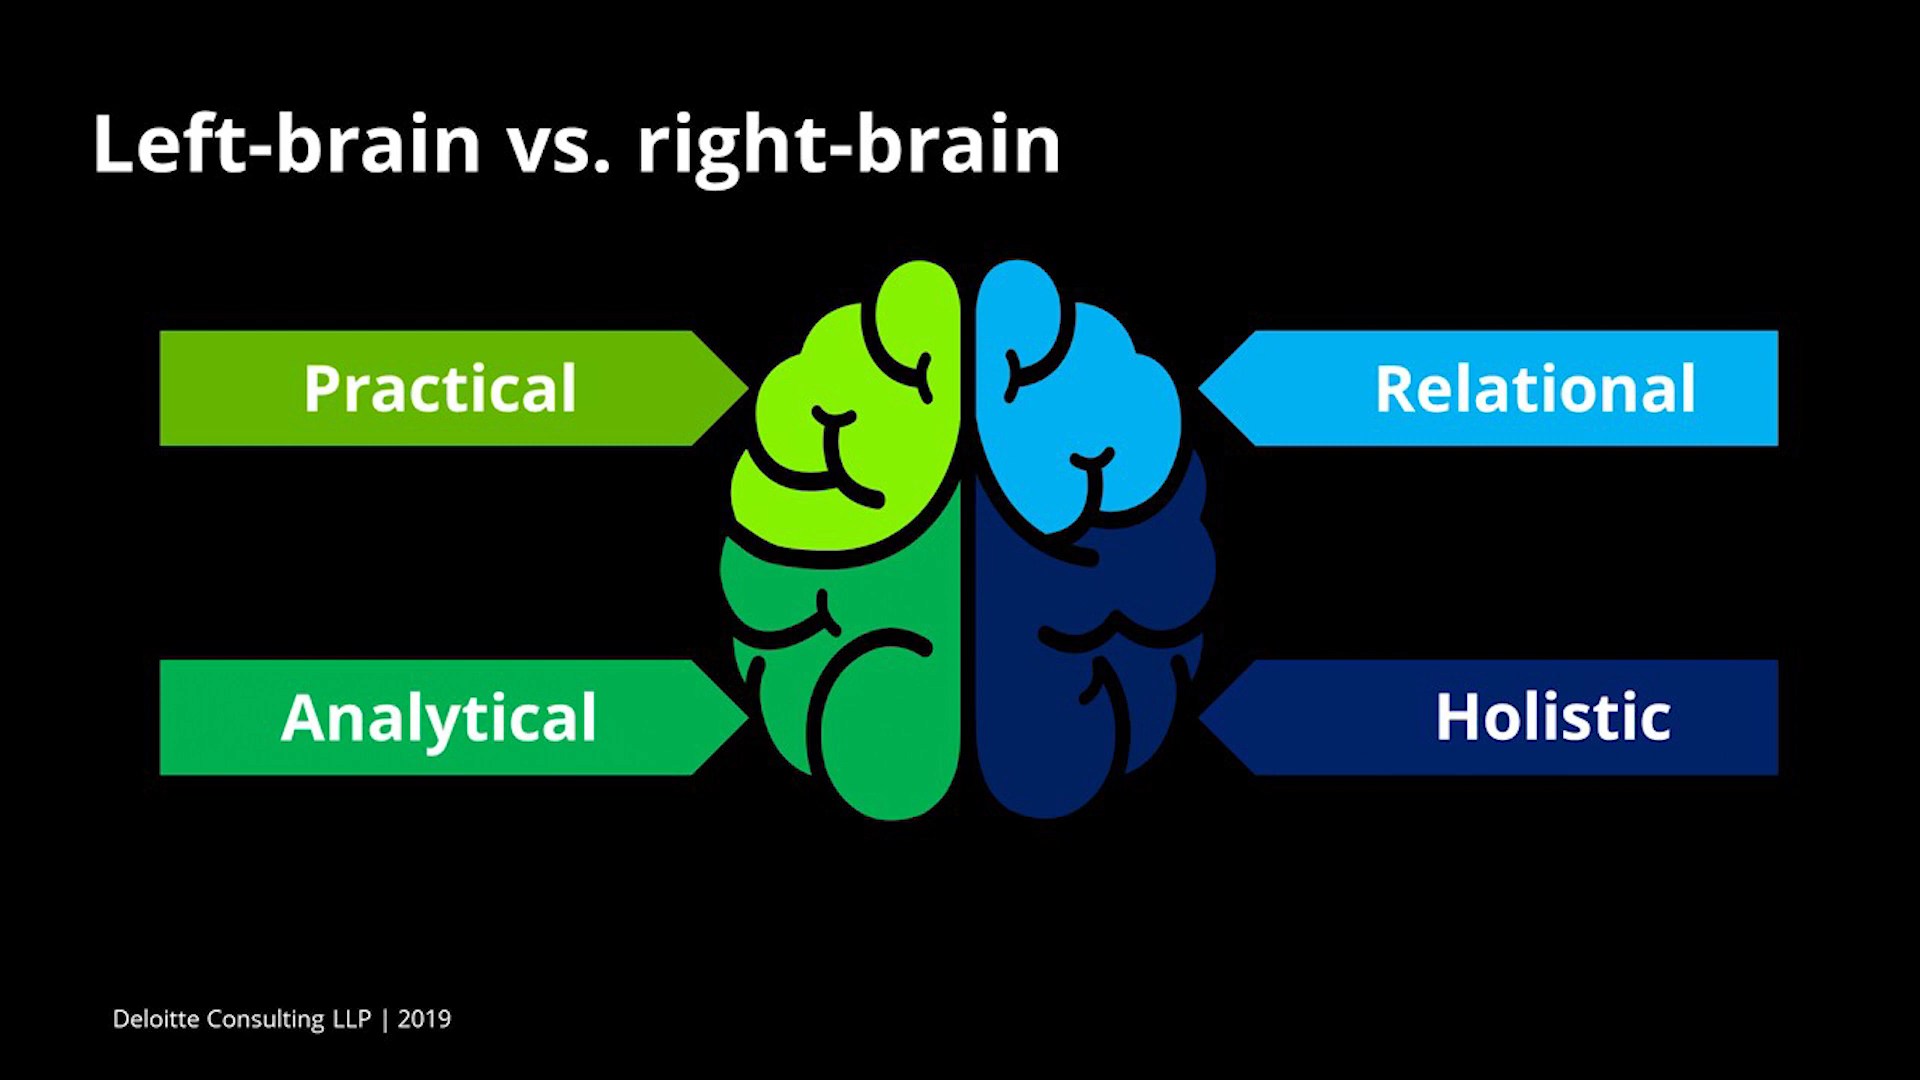 Left-brain vs. right-brain
Practical
Relational
Analytical
Holistic
Deloitte Consulting LLP | 2019